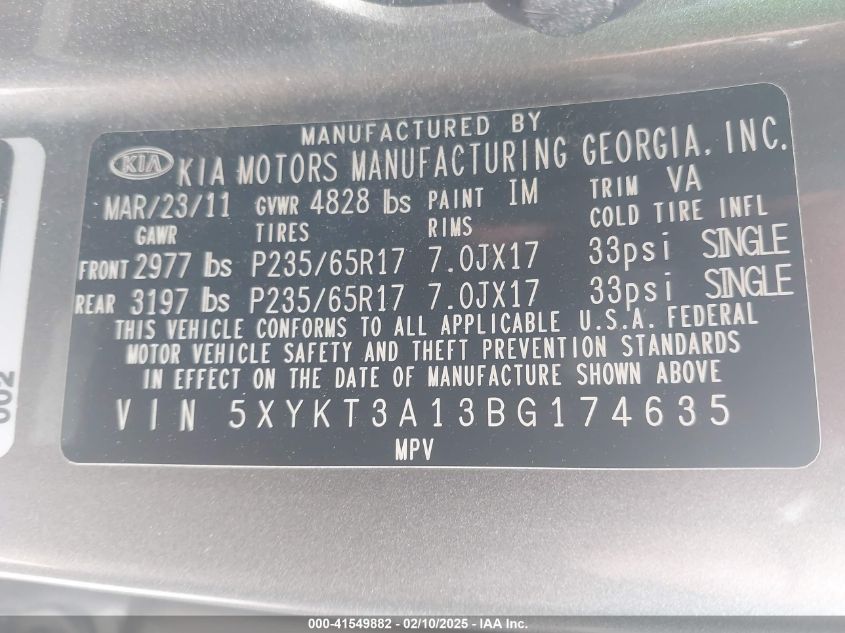 MANUFACTURED BY
KIA KIA MOTORS MANUFACTURING GEORGIA, INC.
MAR/23/11 GVWR 4828 lbs PAINT IM TRIM VA
GAWR TIRES RIMS COLD TIRE INFL
FRONT 2977 lbs P235/65R17 7.0JX17 33psi SINGLE
REAR 3197 lbs P235/65R17 7.0JX17 33psi SINGLE
THIS VEHICLE CONFORMS TO ALL APPLICABLE U.S.A. FEDERAL
MOTOR VEHICLE SAFETY AND THEFT PREVENTION STANDARDS
IN EFFECT ON THE DATE OF MANUFACTURE SHOWN ABOVE
VIN 5XYKT3A13BG174635
MPV
002
000-41549882 - 02/10/2025 - IAA Inc.